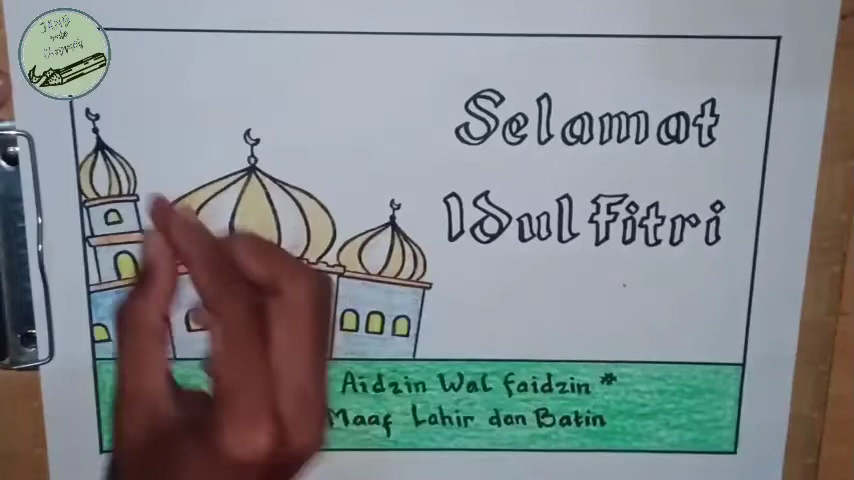 Selamat
Idul Fitri
Aidzin Wal faidzin *
Maaf Lahir dan Batin